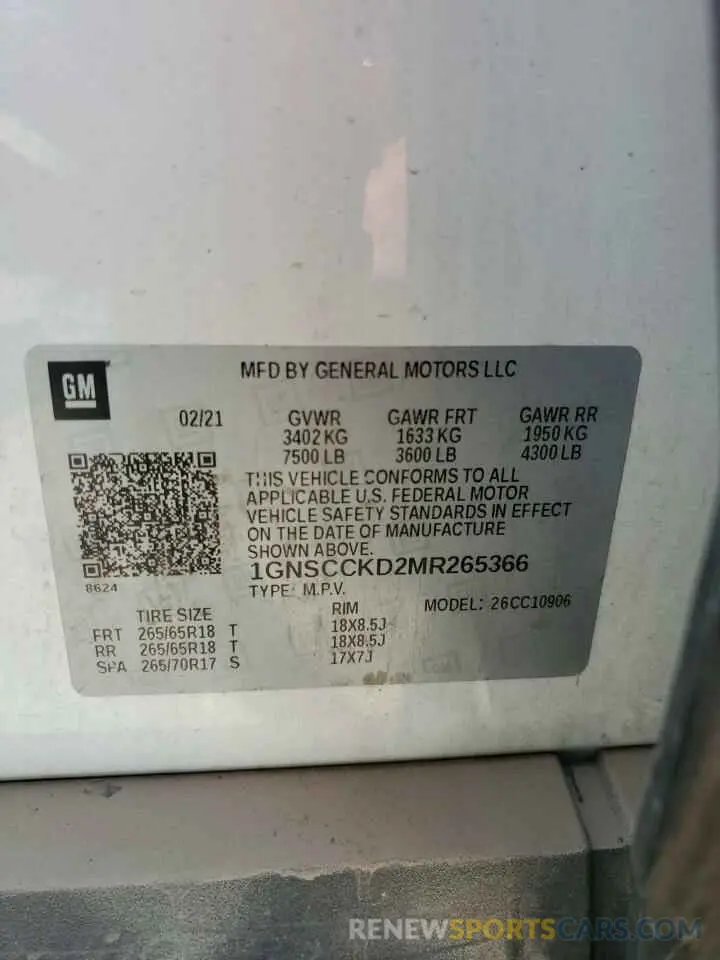 GM
MFD BY GENERAL MOTORS LLC
02/21 GVWR GAWR FRT GAWR RR
3402 KG 1633 KG 1950 KG
7500 LB 3600 LB 4300 LB
THIS VEHICLE CONFORMS TO ALL
APPLICABLE U.S. FEDERAL MOTOR
VEHICLE SAFETY STANDARDS IN EFFECT
ON THE DATE OF MANUFACTURE
SHOWN ABOVE.
8624
1GNSCCKD2MR265366
TYPE: M.P.V. MODEL: 26CC10906
TIRE SIZE RIM
FRT 265/65R18 T 18X8.5J
RR 265/65R18 T 18X8.5J
SPA 265/70R17 S 17X7J
RENEWSPORTSCARS.COM